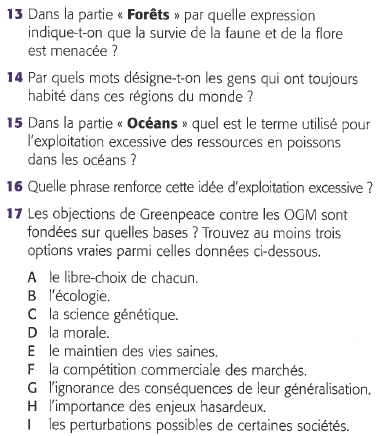 13 Dans la partie « Forêts » par quelle expression
indique-t-on que la survie de la faune et de la flore
est menacée ?
14 Par quels mots désigne-t-on les gens qui ont toujours
habité dans ces régions du monde ?
15 Dans la partie « Océans » quel est le terme utilisé pour
l'exploitation excessive des ressources en poissons
dans les océans ?
16 Quelle phrase renforce cette idée d'exploitation excessive ?
17 Les objections de Greenpeace contre les OGM sont
fondées sur quelles bases ? Trouvez au moins trois
options vraies parmi celles données ci-dessous.
A le libre-choix de chacun.
B l'écologie.
C la science génétique.
D la morale.
E le maintien des vies saines.
F la compétition commerciale des marchés.
G l'ignorance des conséquences de leur généralisation.
H l'importance des enjeux hasardeux.
I les perturbations possibles de certaines sociétés.